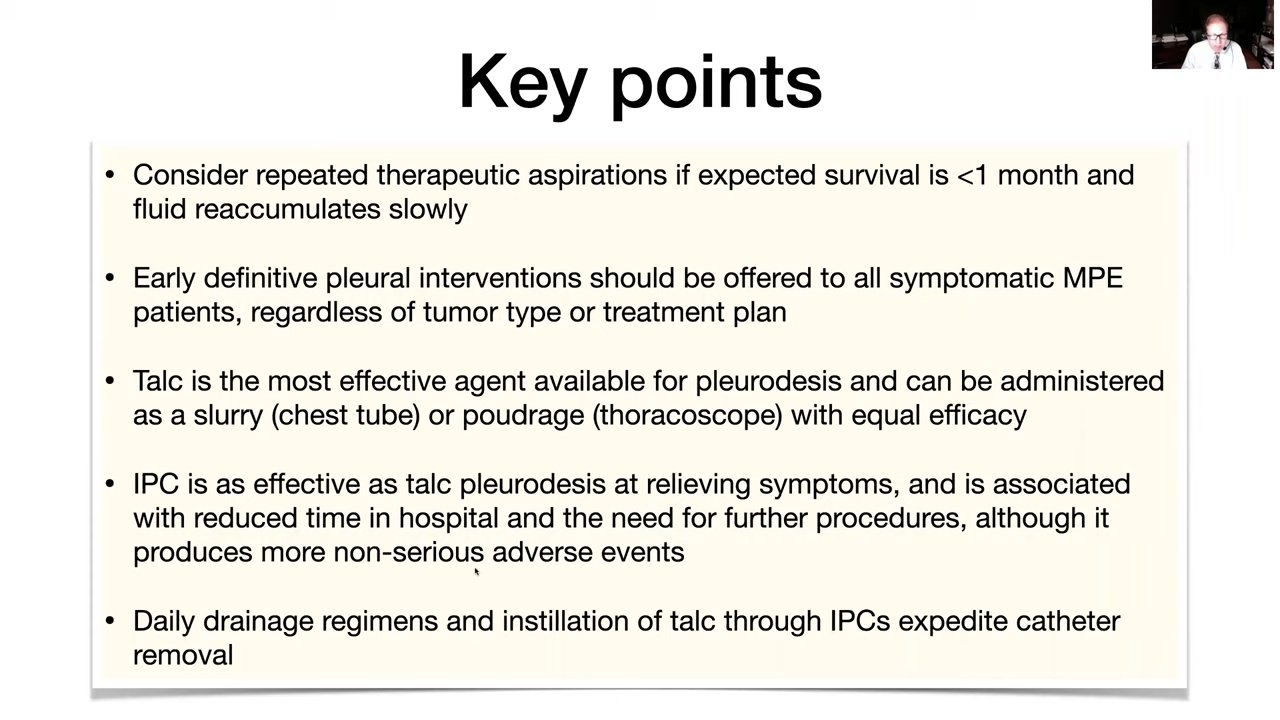 Key points
• Consider repeated therapeutic aspirations if expected survival is <1 month and
fluid reaccumulates slowly
• Early definitive pleural interventions should be offered to all symptomatic MPE
patients, regardless of tumor type or treatment plan
• Talc is the most effective agent available for pleurodesis and can be administered
as a slurry (chest tube) or poudrage (thoracoscope) with equal efficacy
• IPC is as effective as talc pleurodesis at relieving symptoms, and is associated
with reduced time in hospital and the need for further procedures, although it
produces more non-serious adverse events
• Daily drainage regimens and instillation of talc through IPCs expedite catheter
removal